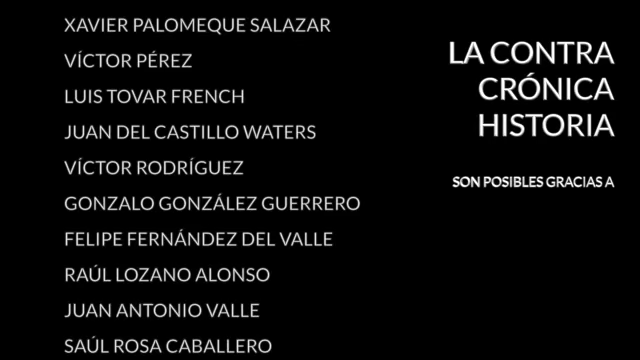 XAVIER PALOMEQUE SALAZAR
VÍCTOR PÉREZ
LUIS TOVAR FRENCH
JUAN DEL CASTILLO WATERS
VÍCTOR RODRÍGUEZ
GONZALO GONZÁLEZ GUERRERO
FELIPE FERNÁNDEZ DEL VALLE
RAÚL LOZANO ALONSO
JUAN ANTONIO VALLE
SAÚL ROSA CABALLERO
LA CONTRA
CRÓNICA
HISTORIA
SON POSIBLES GRACIAS A